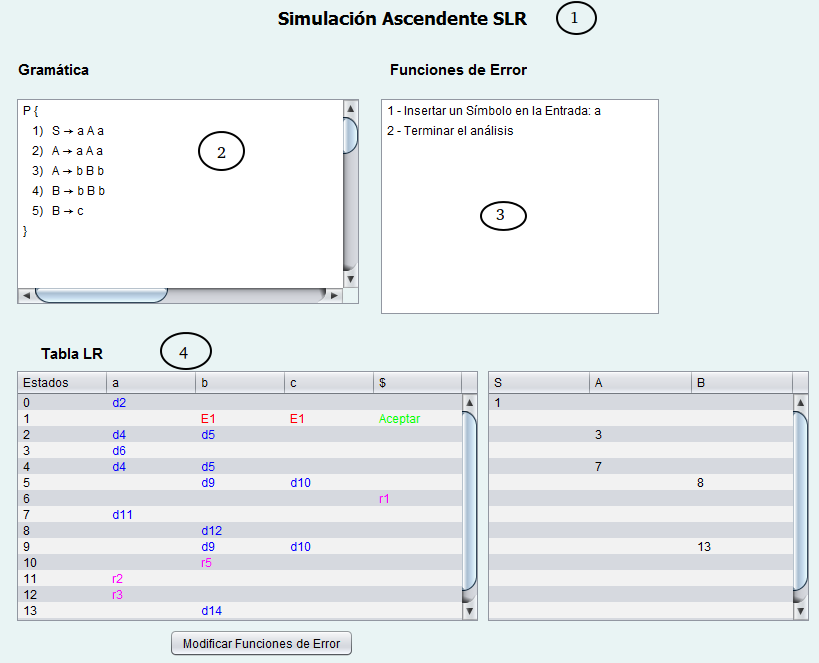 Simulación Ascendente SLR 1
Gramática Funciones de Error
P {
1) S → a A a
2) A → a A a
3) A → b B b
4) B → b B b
5) B → c
}
2
1 - Insertar un Símbolo en la Entrada: a
2 - Terminar el análisis
3
Tabla LR 4
Estados a b c $ S A B
0 d2 1
1 E1 E1 Aceptar
2 d4 d5 3
3 d6
4 d4 d5 7
5 d9 d10 8
6 r1
7 d11
8 d12
9 d9 d10 13
10 r5
11 r2
12 r3
13 d14
Modificar Funciones de Error